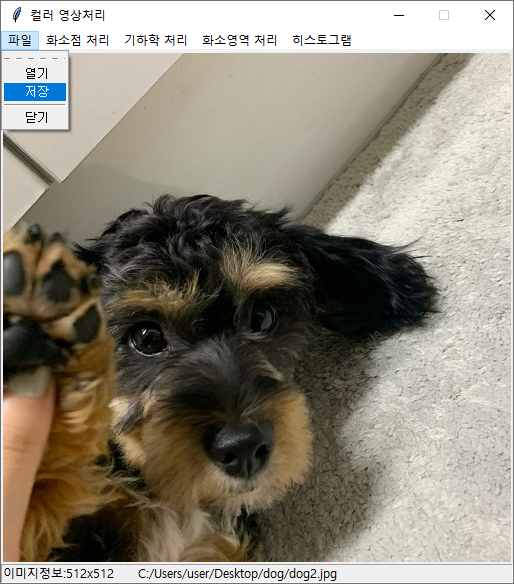 컬러 영상처리
파일 화소점 처리 기하학 처리 화소영역 처리 히스토그램
열기
저장
닫기
이미지정보:512x512 C:/Users/user/Desktop/dog/dog2.jpg